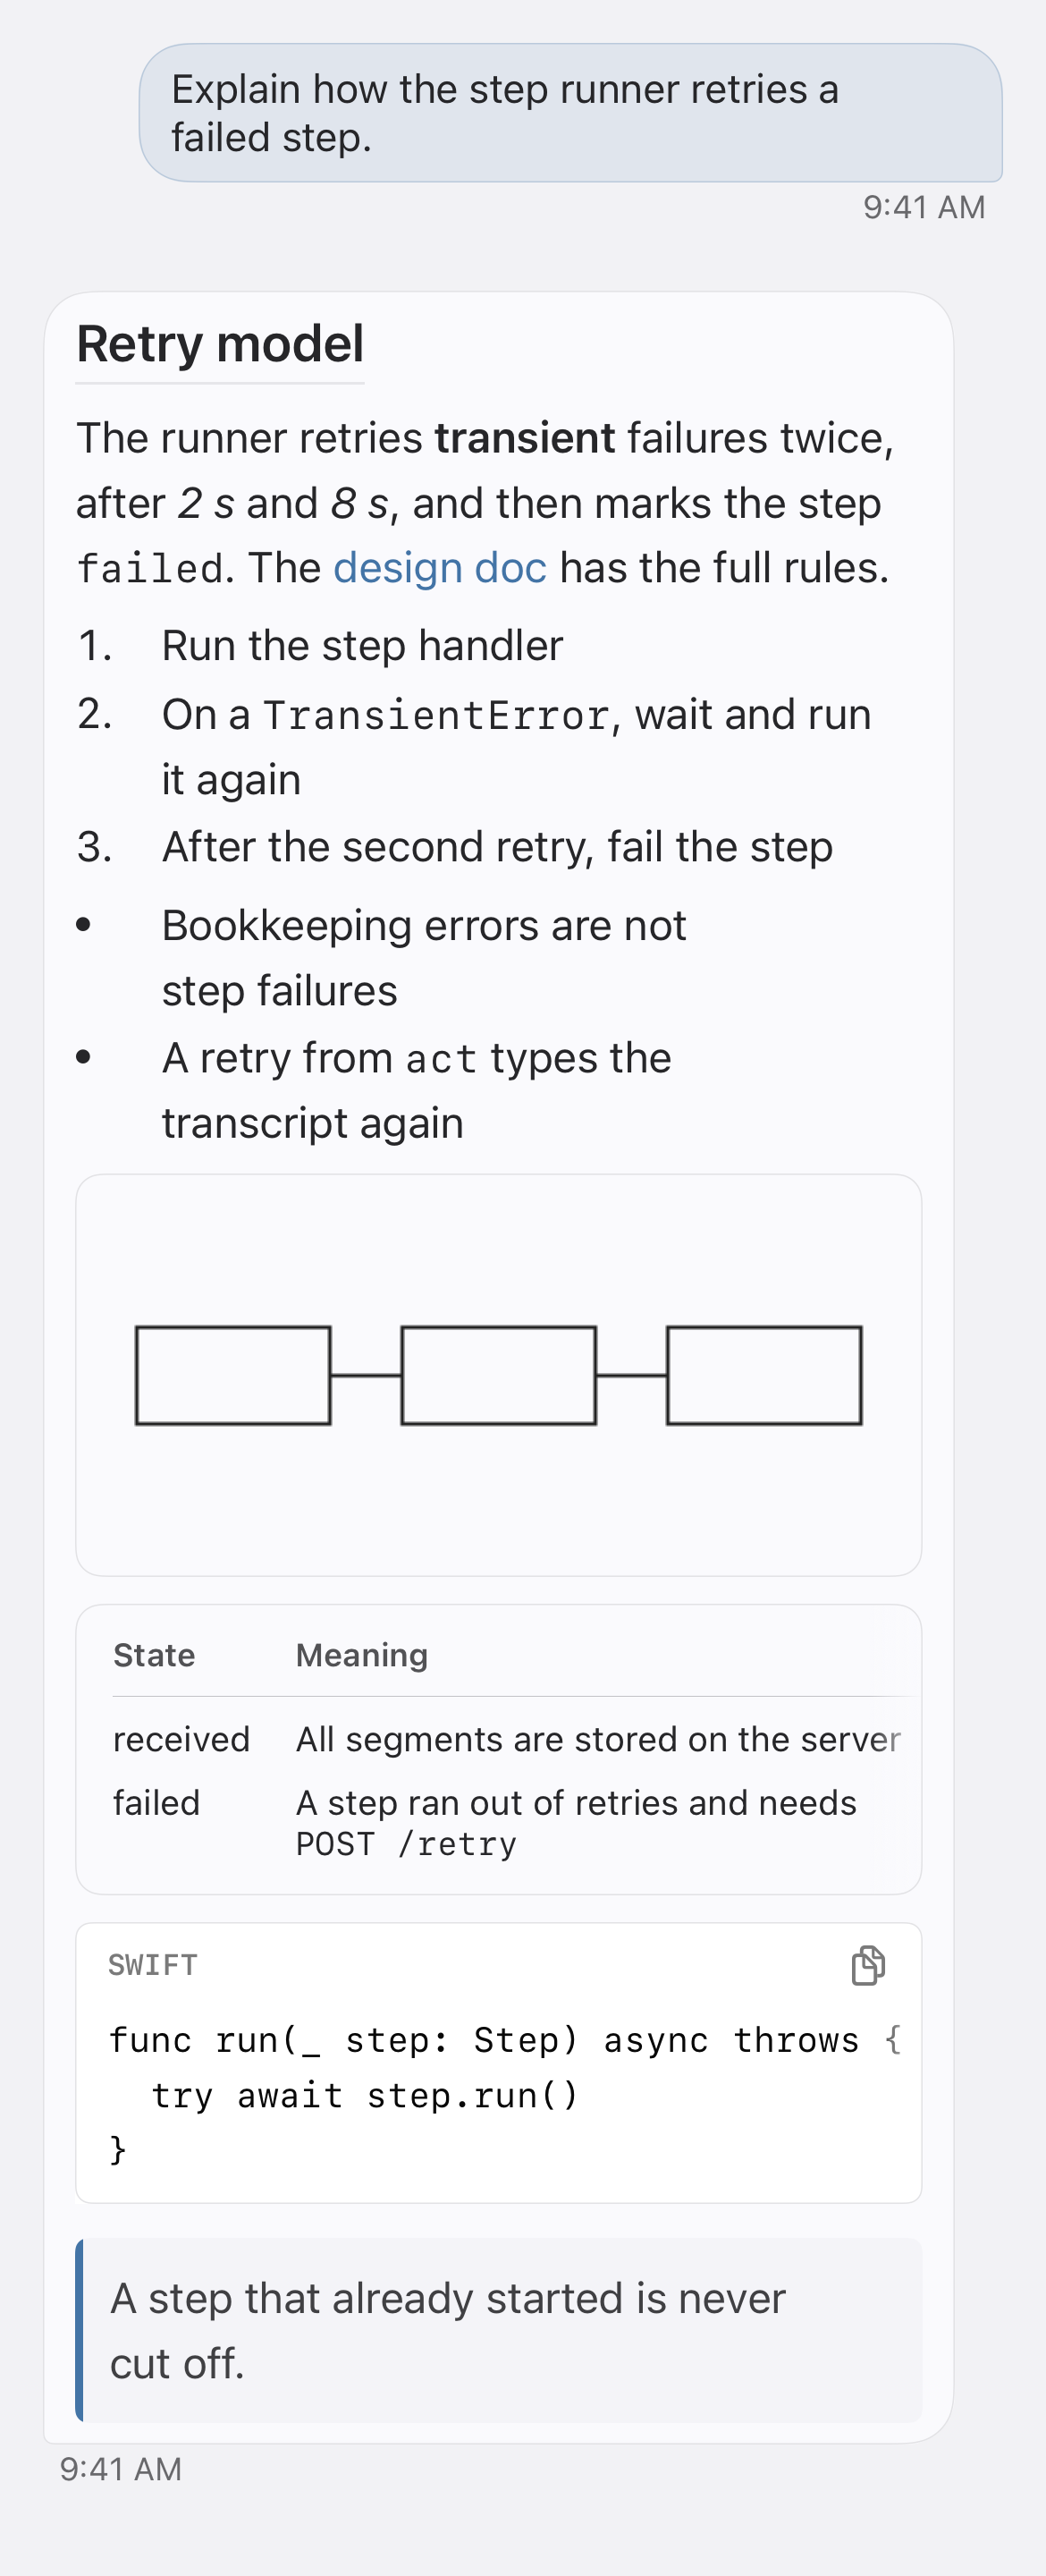 Explain how the step runner retries a
failed step.
9:41 AM
Retry model
The runner retries transient failures twice,
after 2 s and 8 s, and then marks the step
failed. The design doc has the full rules.
1. Run the step handler
2. On a TransientError, wait and run
it again
3. After the second retry, fail the step
• Bookkeeping errors are not
step failures
• A retry from act types the
transcript again
State Meaning
received All segments are stored on the server
failed A step ran out of retries and needs
POST /retry
SWIFT
func run(_ step: Step) async throws {
  try await step.run()
}
A step that already started is never
cut off.
9:41 AM